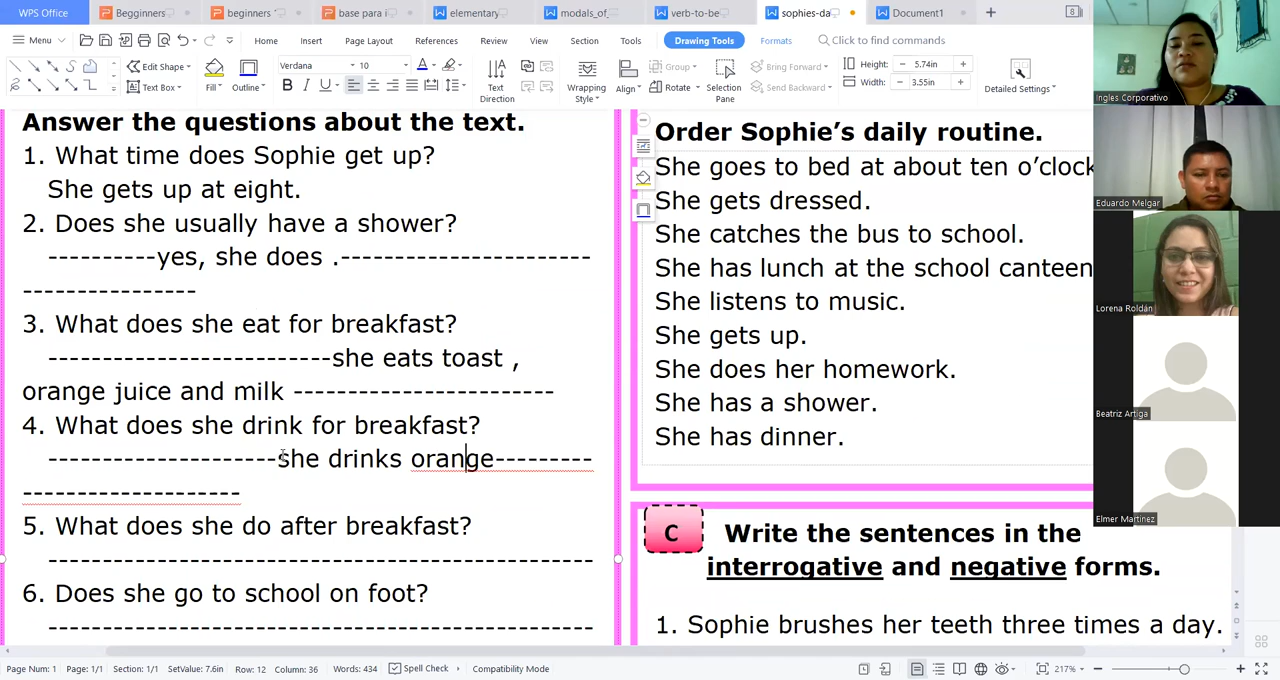 WPS Office
Begginners
beginners
base para i
elementary
modals_of
verb-to-be
sophies-da
Document1
8
Menu
Home
Insert
Page Layout
References
Review
View
Section
Tools
Drawing Tools
Formats
Click to find commands
Edit Shape
Text Box
Fill
Outline
Verdana
10
B I U A
Text Direction
Wrapping Style
Align
Group
Rotate
Selection Pane
Bring Forward
Send Backward
Height: 5.74in
Width: 3.55in
Detailed Settings
Answer the questions about the text.
1. What time does Sophie get up?
She gets up at eight.
2. Does she usually have a shower?
----------yes, she does .-----------------------
----------------
3. What does she eat for breakfast?
--------------------------she eats toast ,
orange juice and milk ------------------------
4. What does she drink for breakfast?
---------------------she drinks orange---------
--------------------
5. What does she do after breakfast?
--------------------------------------------------
6. Does she go to school on foot?
--------------------------------------------------
Order Sophie’s daily routine.
She goes to bed at about ten o’clock
She gets dressed.
She catches the bus to school.
She has lunch at the school canteen
She listens to music.
She gets up.
She does her homework.
She has a shower.
She has dinner.
C
Write the sentences in the
interrogative and negative forms.
1. Sophie brushes her teeth three times a day.
Ingles Corporativo
Eduardo Melgar
Lorena Roldán
Beatriz Artiga
Elmer Martinez
Page Num: 1
Page: 1/1
Section: 1/1
SetValue: 7.6in
Row: 12
Column: 36
Words: 434
Spell Check
Compatibility Mode
217%